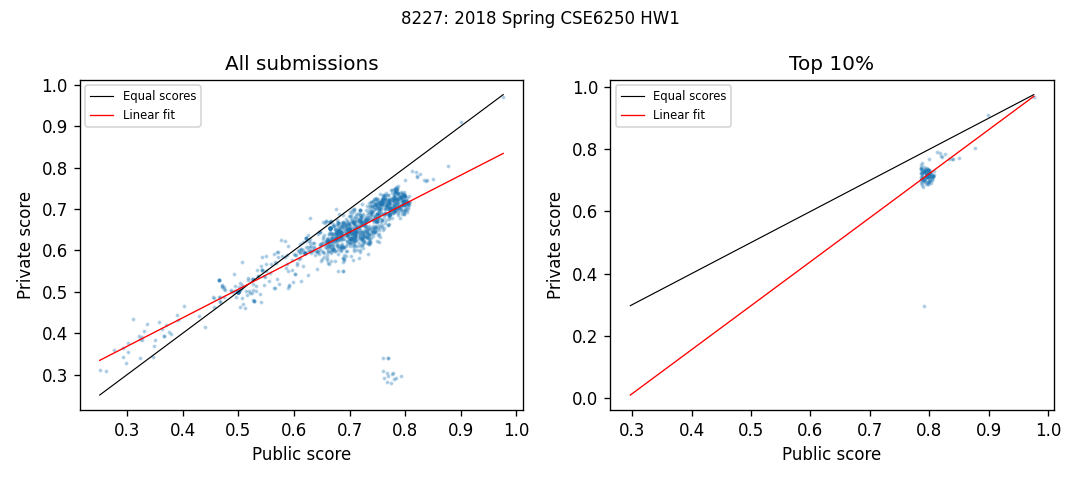 8227: 2018 Spring CSE6250 HW1
All submissions
Equal scores
Linear fit
1.0
0.9
0.8
0.7
0.6
0.5
0.4
0.3
Private score
0.3 0.4 0.5 0.6 0.7 0.8 0.9 1.0
Public score
Top 10%
Equal scores
Linear fit
1.0
0.8
0.6
0.4
0.2
0.0
Private score
0.3 0.4 0.5 0.6 0.7 0.8 0.9 1.0
Public score